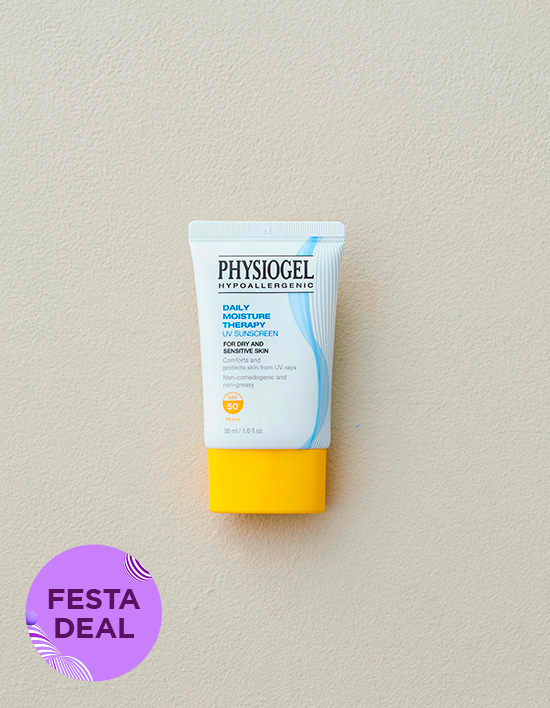 PHYSIOGEL
HYPOALLERGENIC
DAILY
MOISTURE
THERAPY
UV SUNSCREEN
FOR DRY AND
SENSITIVE SKIN
Comforts and
protects skin from UV rays
Non-comedogenic and
non-greasy
SPF
50
30 ml / 1.0 fl oz.
FESTA
DEAL